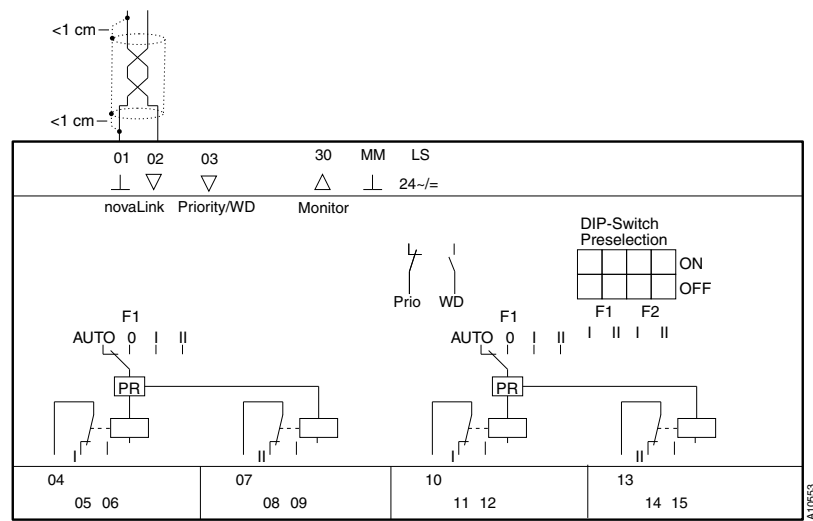 <1 cm
<1 cm
01 02 03 30 MM LS
24~/=
novaLink Priority/WD Monitor
DIP-Switch
Preselection
ON
OFF
Prio WD
F1 F2
I II I II
F1 F1
AUTO 0 I II AUTO 0 I II
PR PR
I II I II
04 07 10 13
05 06 08 09 11 12 14 15
A10553